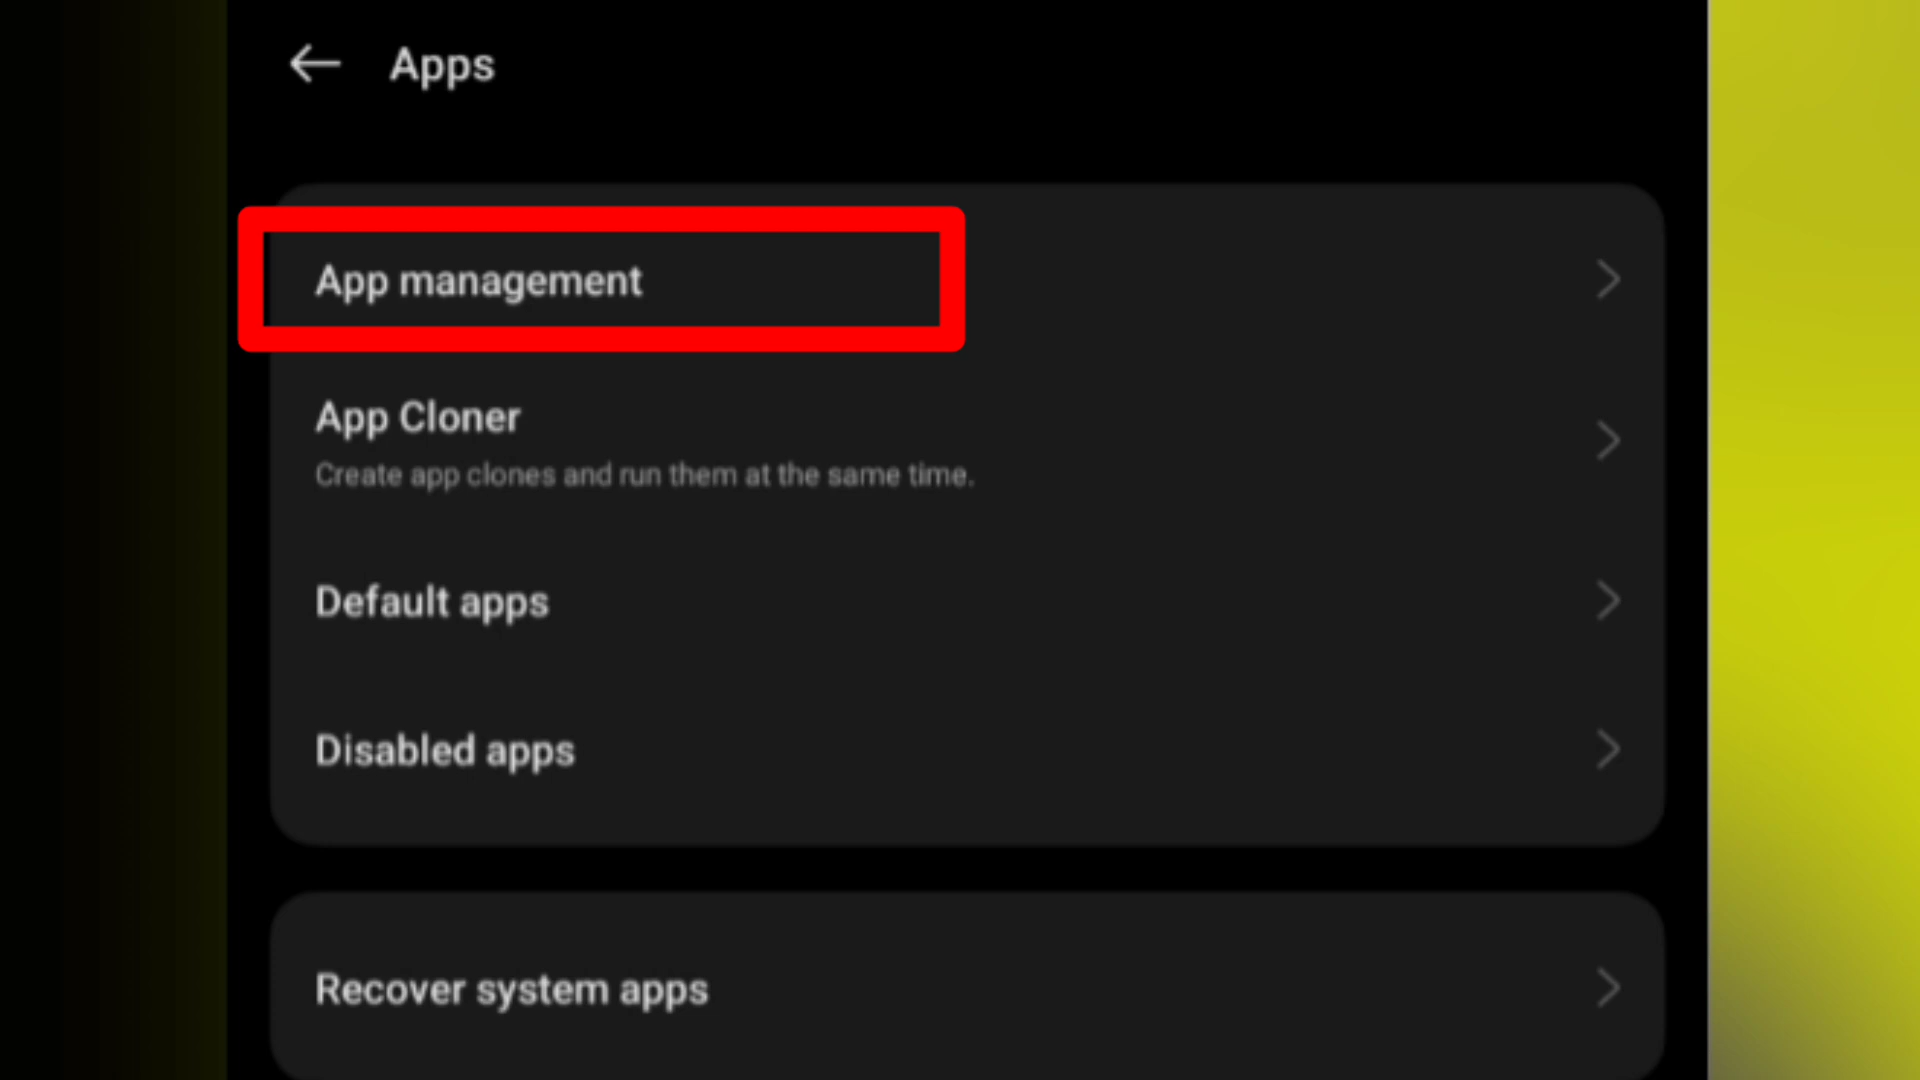 Apps
App management
App Cloner
Create app clones and run them at the same time.
Default apps
Disabled apps
Recover system apps